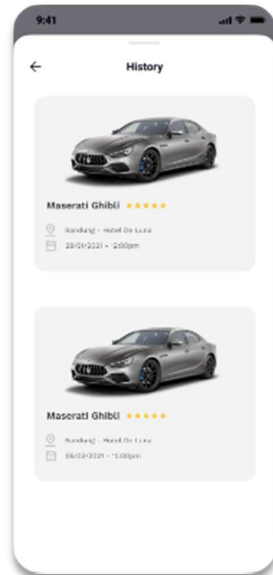 9:41
History
Maserati Ghibli
Bandung - Hotel De Luna
Maserati Ghibli
Bandung - Hotel De Luna